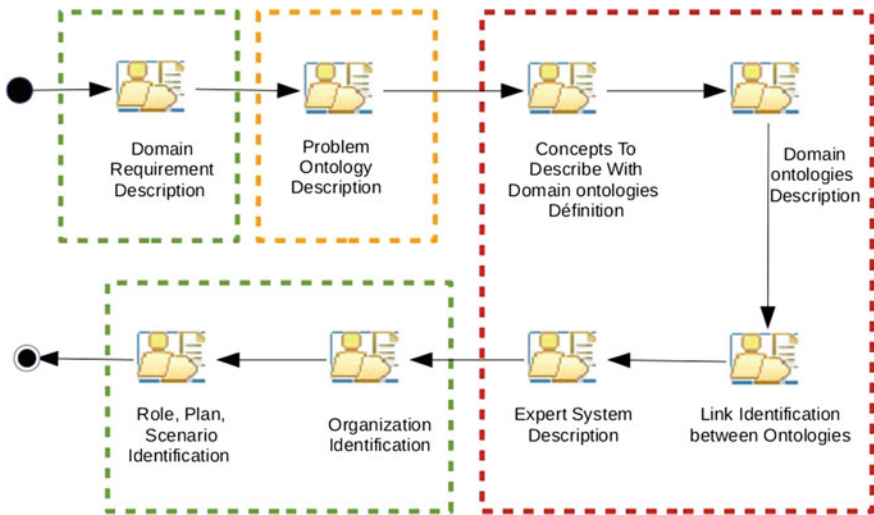 Domain
Requirement
Description
Problem
Ontology
Description
Concepts To
Describe With
Domain ontologies
Définition
Domain
ontologies
Description
Role, Plan,
Scenario
Identification
Organization
Identification
Expert System
Description
Link Identification
between Ontologies